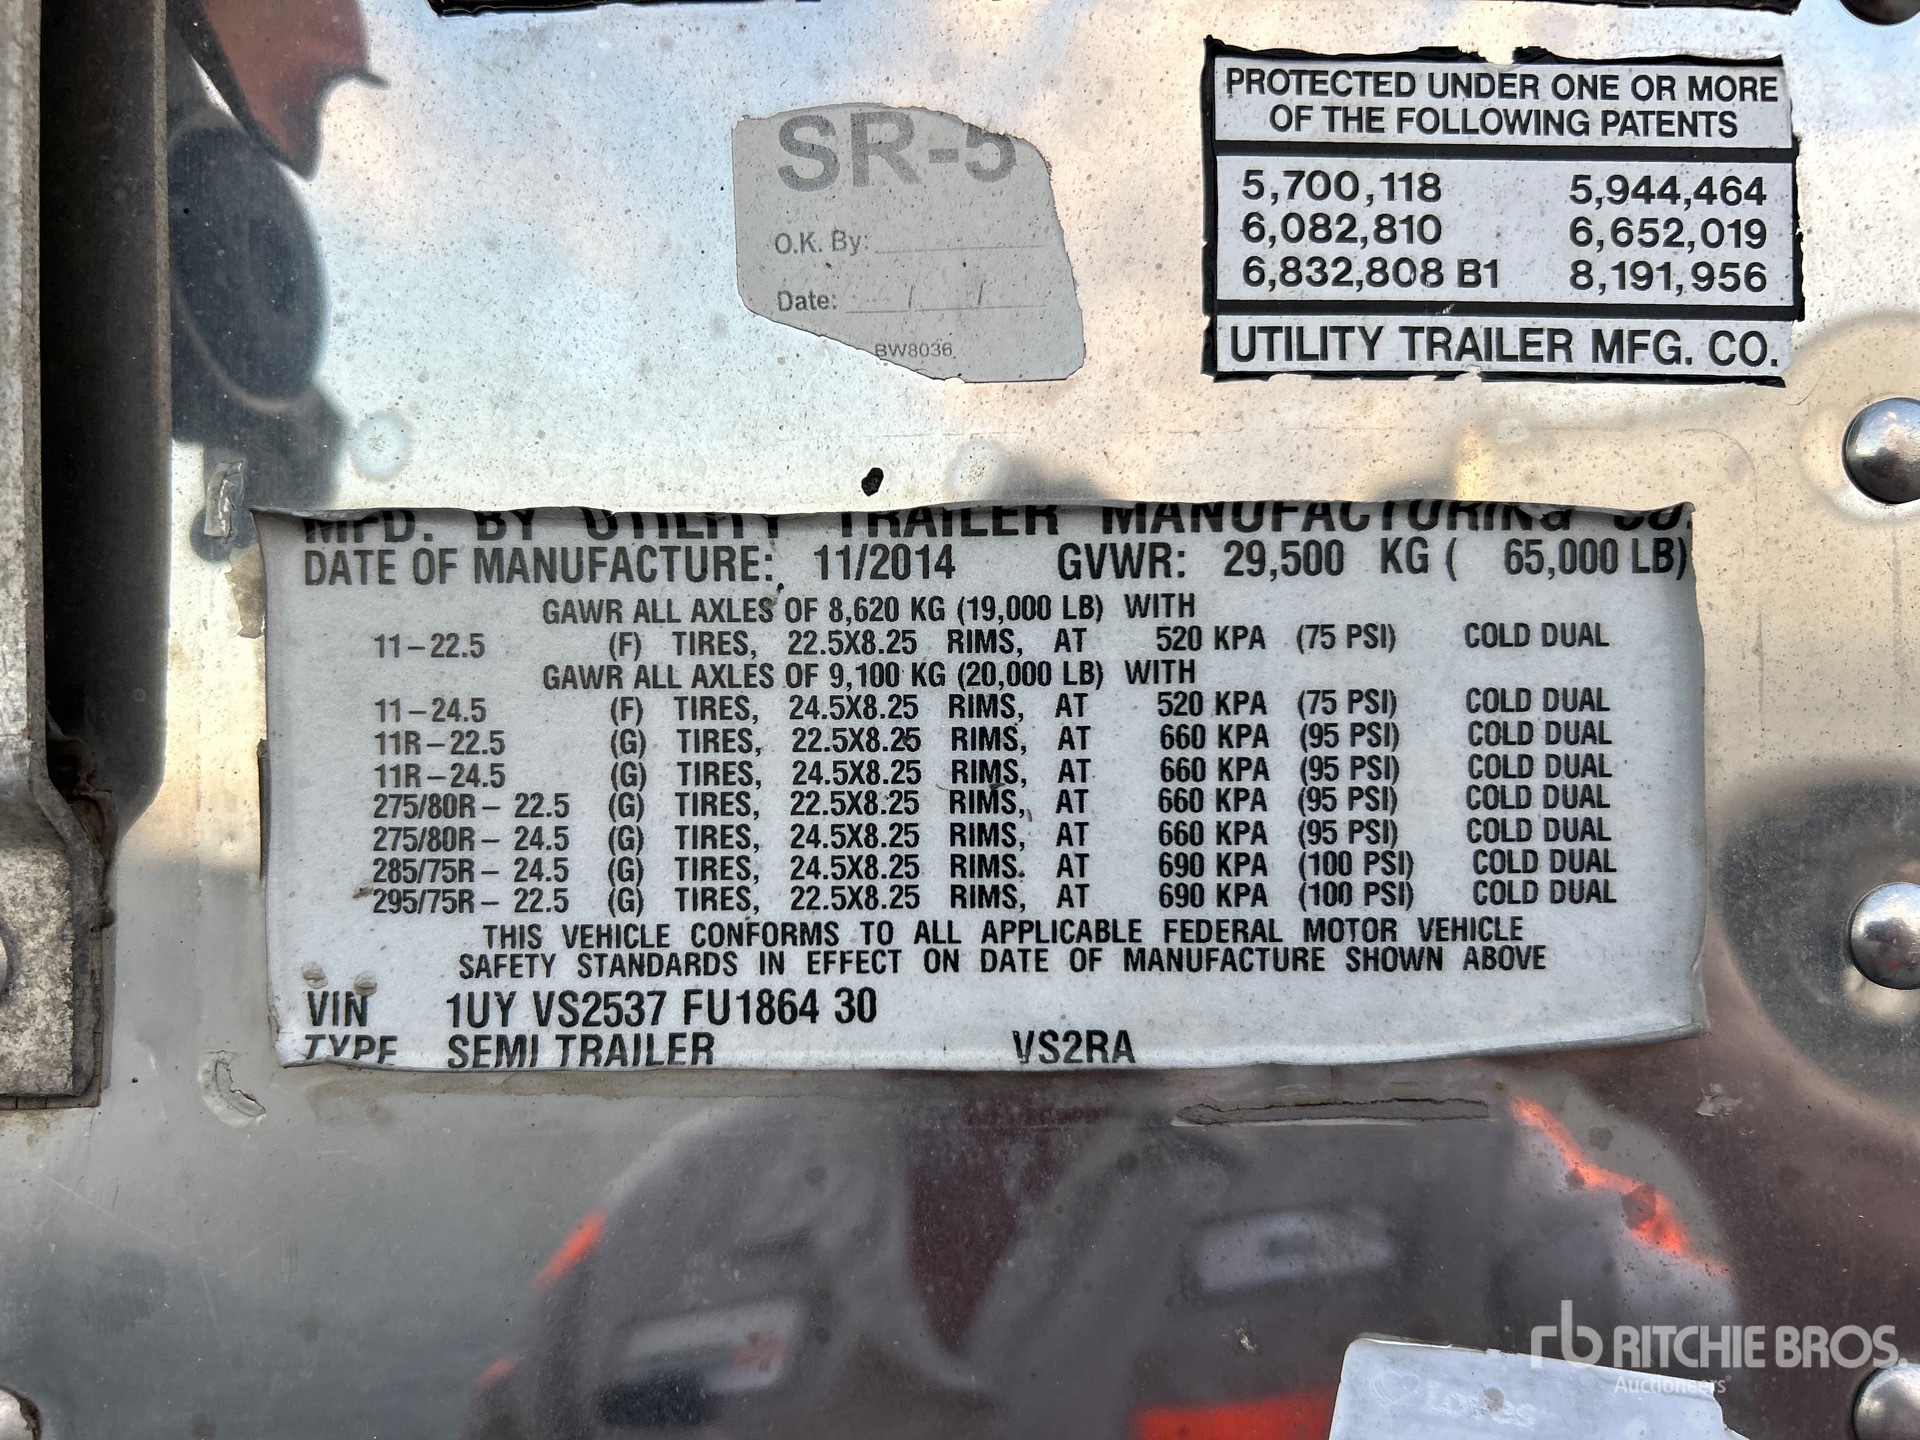 SR-5
O.K. By:
Date: / /
BW8036
PROTECTED UNDER ONE OR MORE
OF THE FOLLOWING PATENTS
5,700,118 5,944,464
6,082,810 6,652,019
6,832,808 B1 8,191,956
UTILITY TRAILER MFG. CO.
MFD. BY UTILITY TRAILER MANUFACTURING CO.
DATE OF MANUFACTURE: 11/2014 GVWR: 29,500 KG ( 65,000 LB)
GAWR ALL AXLES OF 8,620 KG (19,000 LB) WITH
11-22.5 (F) TIRES, 22.5X8.25 RIMS, AT 520 KPA (75 PSI) COLD DUAL
GAWR ALL AXLES OF 9,100 KG (20,000 LB) WITH
11-24.5 (F) TIRES, 24.5X8.25 RIMS, AT 520 KPA (75 PSI) COLD DUAL
11R-22.5 (G) TIRES, 22.5X8.25 RIMS, AT 660 KPA (95 PSI) COLD DUAL
11R-24.5 (G) TIRES, 24.5X8.25 RIMS, AT 660 KPA (95 PSI) COLD DUAL
275/80R- 22.5 (G) TIRES, 22.5X8.25 RIMS, AT 660 KPA (95 PSI) COLD DUAL
275/80R- 24.5 (G) TIRES, 24.5X8.25 RIMS, AT 660 KPA (95 PSI) COLD DUAL
285/75R- 24.5 (G) TIRES, 24.5X8.25 RIMS. AT 690 KPA (100 PSI) COLD DUAL
295/75R- 22.5 (G) TIRES, 22.5X8.25 RIMS, AT 690 KPA (100 PSI) COLD DUAL
THIS VEHICLE CONFORMS TO ALL APPLICABLE FEDERAL MOTOR VEHICLE
SAFETY STANDARDS IN EFFECT ON DATE OF MANUFACTURE SHOWN ABOVE
VIN 1UY VS2537 FU1864 30
TYPE SEMI TRAILER VS2RA
rb RITCHIE BROS.
Auctioneers
Loves